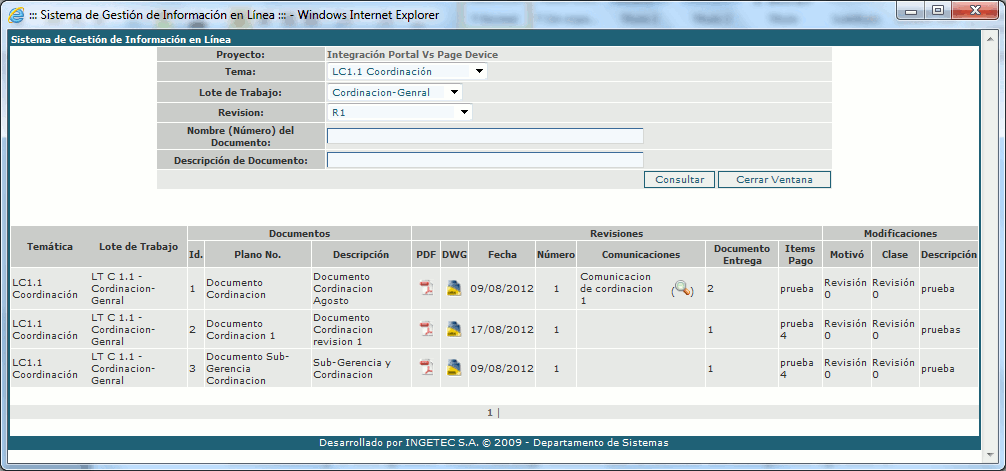 ::: Sistema de Gestión de Información en Línea ::: - Windows Internet Explorer
Sistema de Gestión de Información en Línea
Proyecto: Integración Portal Vs Page Device
Tema: LC1.1 Coordinación
Lote de Trabajo: Cordinacion-Genral
Revision: R1
Nombre (Número) del
Documento:
Descripción de Documento:
Consultar Cerrar Ventana
Temática Lote de Trabajo Documentos Revisiones Modificaciones
Id. Plano No. Descripción PDF DWG Fecha Número Comunicaciones Documento Entrega Items Pago Motivó Clase Descripción
LC1.1 Coordinación LT C 1.1 - Cordinacion-Genral 1 Documento Cordinacion Documento Cordinacion Agosto 09/08/2012 1 Comunicacion de cordinacion 1 ( ) 2 prueba Revisión 0 Revisión 0 prueba
LC1.1 Coordinación LT C 1.1 - Cordinacion-Genral 2 Documento Cordinacion 1 Documento Cordinacion revision 1 17/08/2012 1 1 prueba 4 Revisión 0 Revisión 0 pruebas
LC1.1 Coordinación LT C 1.1 - Cordinacion-Genral 3 Documento Sub-Gerencia Cordinacion Sub-Gerencia y Cordinacion 09/08/2012 1 1 prueba 4 Revisión 0 Revisión 0 prueba
1 |
Desarrollado por INGETEC S.A. © 2009 - Departamento de Sistemas